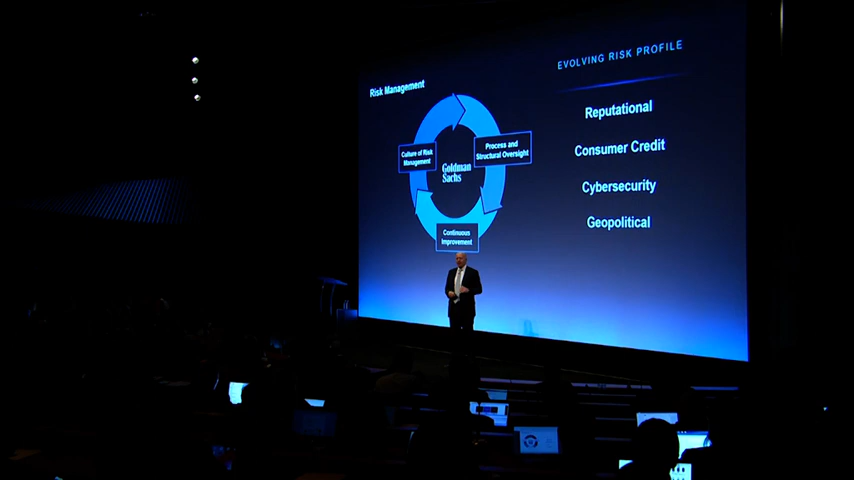 Risk Management
Culture of Risk
Management
Process and
Structural Oversight
Goldman
Sachs
Continuous
Improvement
EVOLVING RISK PROFILE
Reputational
Consumer Credit
Cybersecurity
Geopolitical